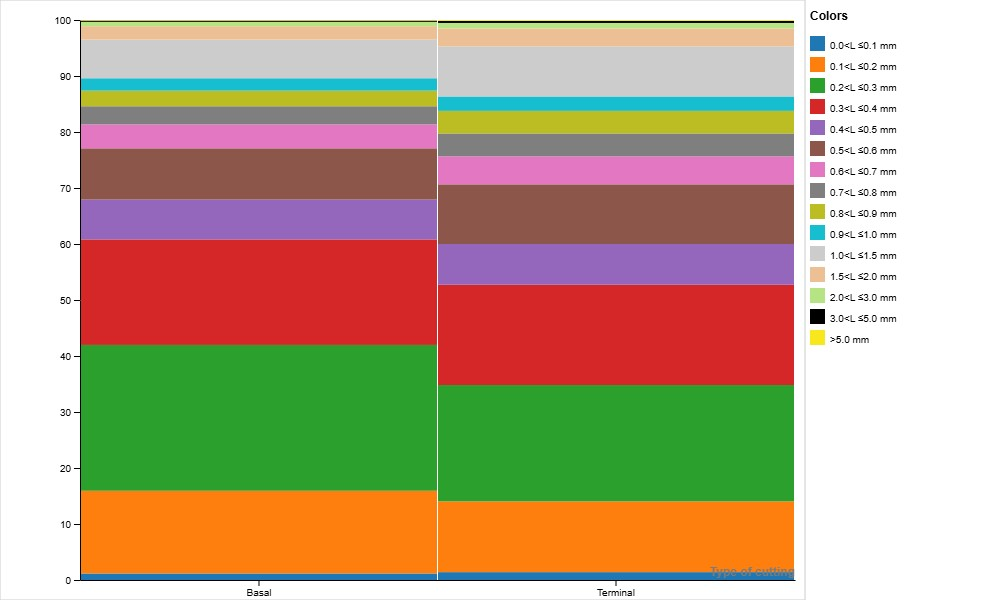 100
90
80
70
60
50
40
30
20
10
0
Basal
Terminal
Type of cutting
Colors
0.0<L ≤0.1 mm
0.1<L ≤0.2 mm
0.2<L ≤0.3 mm
0.3<L ≤0.4 mm
0.4<L ≤0.5 mm
0.5<L ≤0.6 mm
0.6<L ≤0.7 mm
0.7<L ≤0.8 mm
0.8<L ≤0.9 mm
0.9<L ≤1.0 mm
1.0<L ≤1.5 mm
1.5<L ≤2.0 mm
2.0<L ≤3.0 mm
3.0<L ≤5.0 mm
>5.0 mm